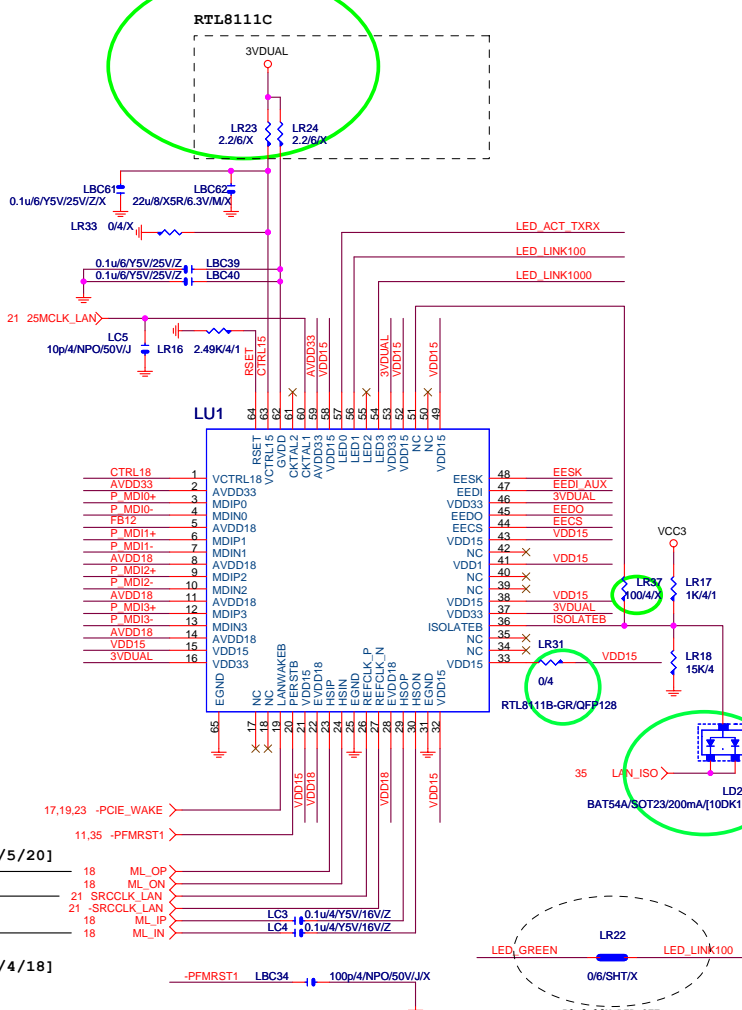 RTL8111C
3VDUAL
LR23 LR24
2.2/6/X 2.2/6/X
LBC61 LBC62
0.1u/6/Y5V/25V/Z/X 22u/8/X5R/6.3V/M/X
LR33 0/4/X
LED_ACT_TXRX
LED_LINK100
0.1u/6/Y5V/25V/Z LBC39
0.1u/6/Y5V/25V/Z LBC40
LED_LINK1000
21 25MCLK_LAN
LC5
10p/4/NPO/50V/J
LR16 2.49K/4/1
RSET
CTRL15
AVDD33
VDD15
3VDUAL
VDD15
VDD15
LU1
64 63 62 61 60 59 58 57 56 55 54 53 52 51 50 49
RSET
VCTRL15
GVDD
CKTAL2
CKTAL1
AVDD33
VDD15
LED0
LED1
LED2
LED3
VDD33
VDD15
NC
NC
VDD15
CTRL18 1 VCTRL18
AVDD33 2 AVDD33
P_MDI0+ 3 MDIP0
P_MDI0- 4 MDIN0
FB12 5 AVDD18
P_MDI1+ 6 MDIP1
P_MDI1- 7 MDIN1
AVDD18 8 AVDD18
P_MDI2+ 9 MDIP2
P_MDI2- 10 MDIN2
AVDD18 11 AVDD18
P_MDI3+ 12 MDIP3
P_MDI3- 13 MDIN3
AVDD18 14 AVDD18
VDD15 15 VDD15
3VDUAL 16 VDD33
EESK 48 EESK
EEDI 47 EEDI_AUX
VDD33 46 3VDUAL
EEDO 45 EEDO
EECS 44 EECS
VDD15 43 VDD15
NC 42
VDD1 41 VDD15
NC 40
NC 39
VDD15 38 VDD15
VDD33 37 3VDUAL
ISOLATEB 36 ISOLATEB
NC 35
NC 34
VDD15 33
VCC3
LR37
100/4/X
LR17
1K/4/1
LR18
15K/4
LR31
0/4
VDD15
RTL8111B-GR/QFP128
EGND
NC
NC
LANWAKEB
PERSTB
VDD15
EVDD18
HSIP
HSIN
EGND
REFCLK_P
REFCLK_N
EVDD18
HSOP
HSON
EGND
VDD15
65 17 18 19 20 21 22 23 24 25 26 27 28 29 30 31 32
VDD15
VDD18
VDD18
VDD15
35 LAN_ISO
LD2
BAT54A/SOT23/200mA/[10DK1
17,19,23 -PCIE_WAKE
11,35 -PFMRST1
/5/20]
18 ML_OP
18 ML_ON
21 SRCCLK_LAN
21 -SRCCLK_LAN
18 ML_IP
18 ML_IN
LC3 0.1u/4/Y5V/16V/Z
LC4 0.1u/4/Y5V/16V/Z
/4/18]
-PFMRST1 LBC34 100p/4/NPO/50V/J/X
LR22
LED_GREEN LED_LINK100
0/6/SHT/X